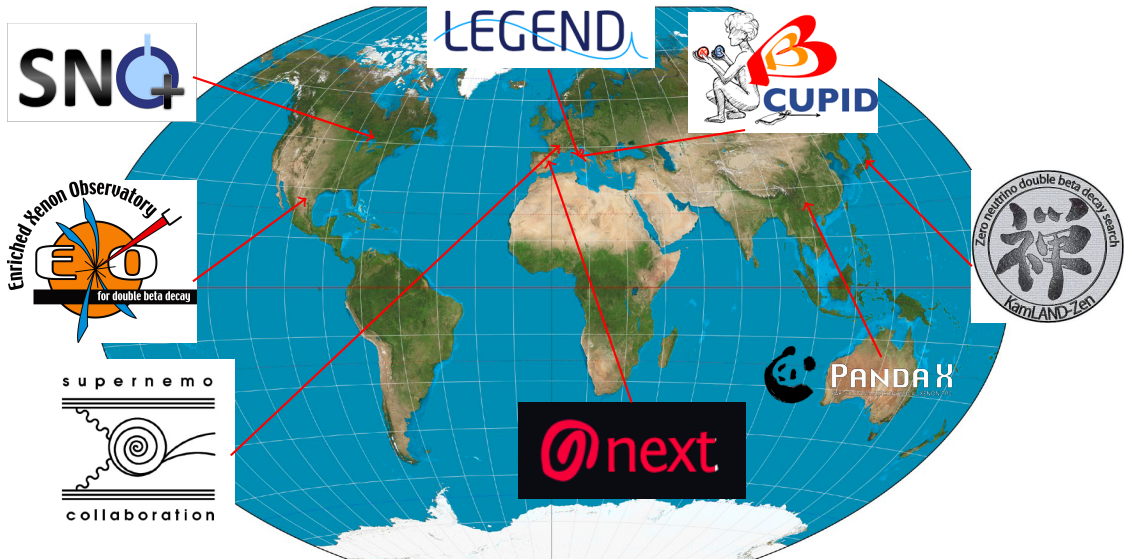 SNO+
LEGEND
CUPID
Enriched Xenon Observatory
EXO
for double beta decay
Zero neutrino double beta decay search
禅
KamLAND-Zen
supernemo
collaboration
next
PANDA X